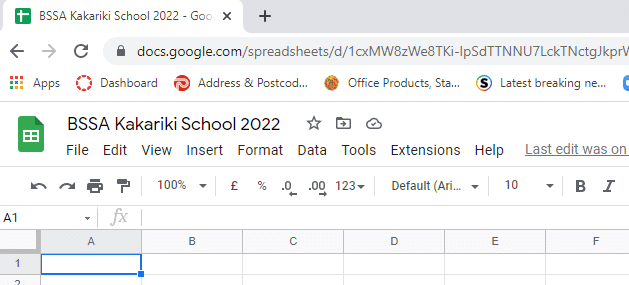 BSSA Kakariki School 2022 - Goo
docs.google.com/spreadsheets/d/1cxMW8zWe8TKi-IpSdTTNNU7LckTNctgJkpr
Apps Dashboard Address & Postcod... Office Products, Sta... S Latest breaking ne...
BSSA Kakariki School 2022
File Edit View Insert Format Data Tools Extensions Help Last edit was on
100% £ % .0 .00 123 Default (Ari... 10 B I
A1 fx
A B C D E F
1
2